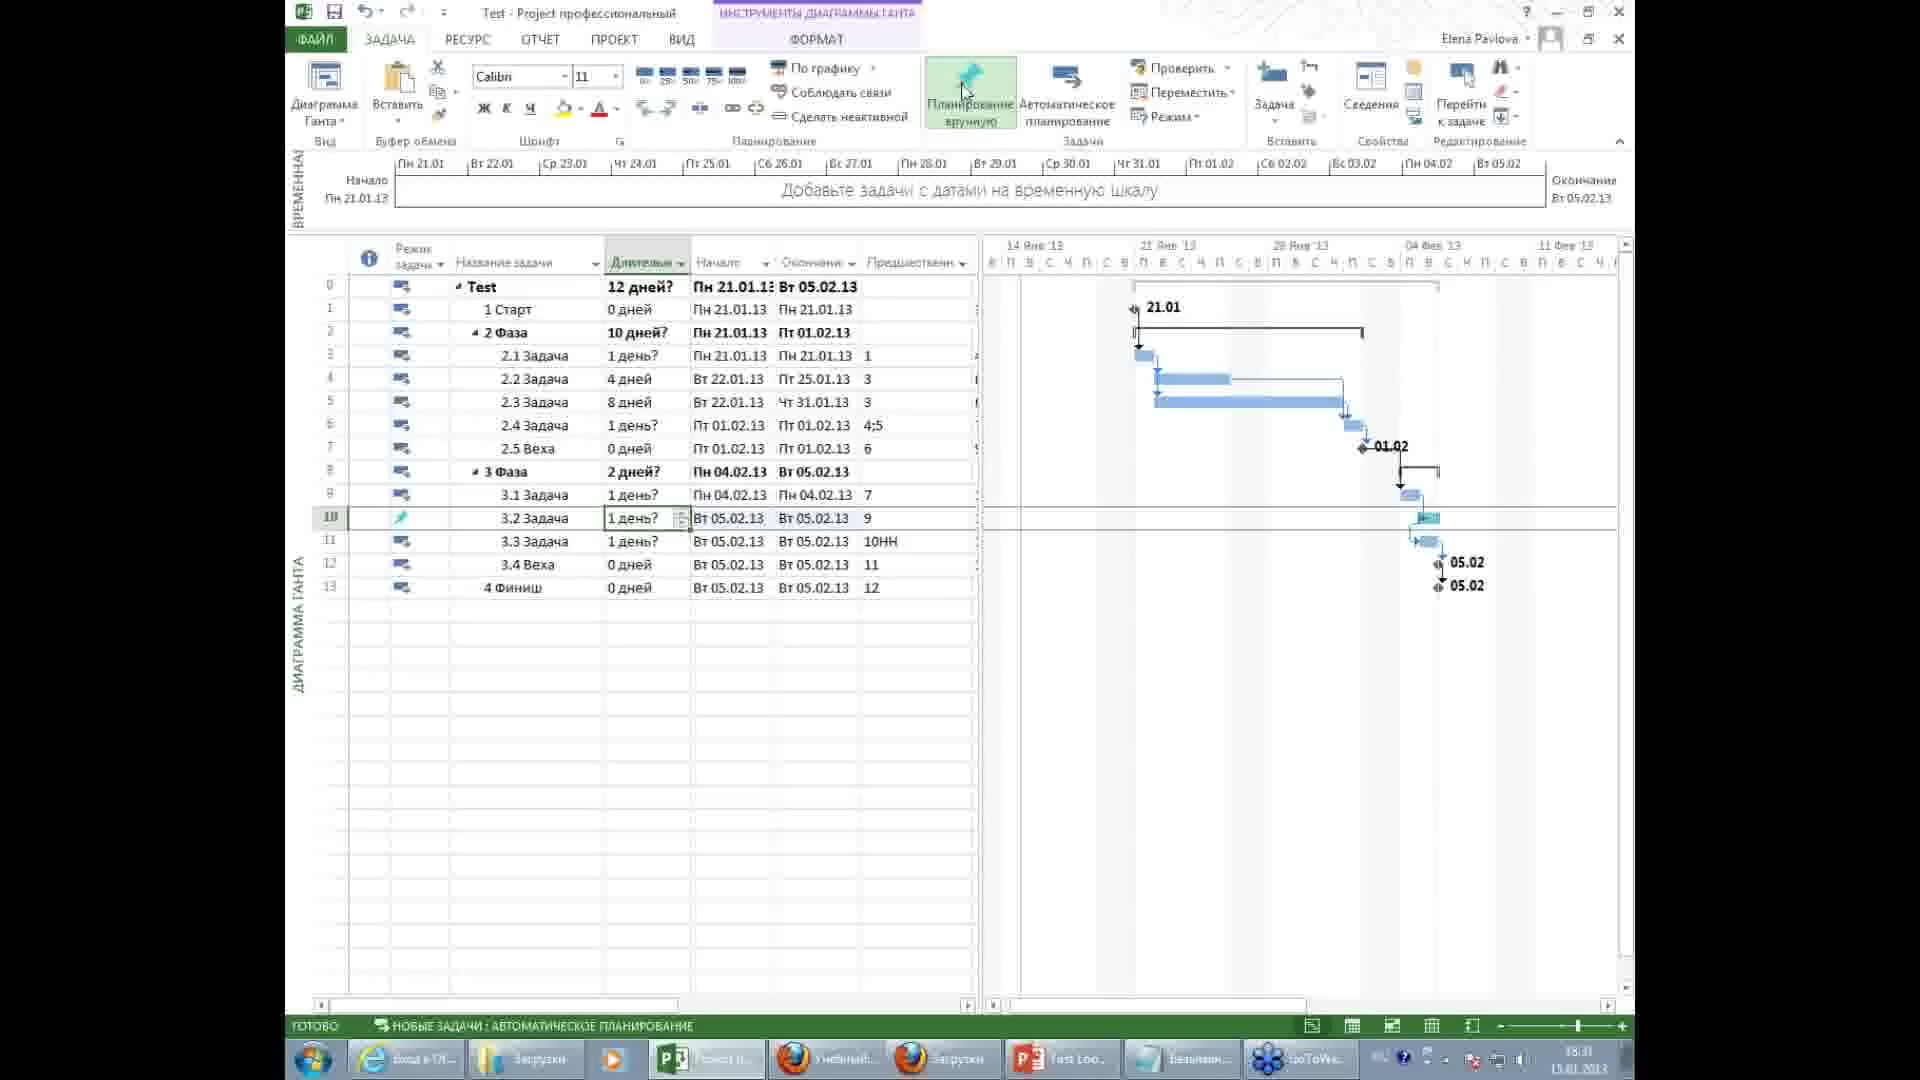 Test - Project профессиональный
ИНСТРУМЕНТЫ ДИАГРАММЫ ГАНТА
?
ФАЙЛ ЗАДАЧА РЕСУРС ОТЧЕТ ПРОЕКТ ВИД ФОРМАТ
Elena Pavlova
Диаграмма Ганта
Вставить
Calibri 11
Ж К Ч
По графику
Соблюдать связи
Сделать неактивной
Планирование вручную
Автоматическое планирование
Проверить
Переместить
Режим
Задача
Сведения
Перейти к задаче
Вид Буфер обмена Шрифт Планирование Задачи Вставить Свойства Редактирование
Пн 21.01 Вт 22.01 Ср 23.01 Чт 24.01 Пт 25.01 Сб 26.01 Вс 27.01 Пн 28.01 Вт 29.01 Ср 30.01 Чт 31.01 Пт 01.02 Сб 02.02 Вс 03.02 Пн 04.02 Вт 05.02
Начало
Пн 21.01.13
Добавьте задачи с датами на временную шкалу
Окончание
Вт 05.02.13
ДИАГРАММА ГАНТА
Режим задачи Название задачи Начало Окончани Предшественн
14 Янв '13 21 Янв '13 28 Янв '13 04 Фев '13 11 Фев '13
0 Test 12 дней? Пн 21.01.13 Вт 05.02.13
1 1 Старт 0 дней Пн 21.01.13 Пн 21.01.13 21.01
2 2 Фаза 10 дней? Пн 21.01.13 Пт 01.02.13
3 2.1 Задача 1 день? Пн 21.01.13 Пн 21.01.13 1
4 2.2 Задача 4 дней Вт 22.01.13 Пт 25.01.13 3
5 2.3 Задача 8 дней Вт 22.01.13 Чт 31.01.13 3
6 2.4 Задача 1 день? Пт 01.02.13 Пт 01.02.13 4;5
7 2.5 Веха 0 дней Пт 01.02.13 Пт 01.02.13 6 01.02
8 3 Фаза 2 дней? Пн 04.02.13 Вт 05.02.13
9 3.1 Задача 1 день? Пн 04.02.13 Пн 04.02.13 7
10 3.2 Задача 1 день? Вт 05.02.13 Вт 05.02.13 9
11 3.3 Задача 1 день? Вт 05.02.13 Вт 05.02.13 10НН
12 3.4 Веха 0 дней Вт 05.02.13 Вт 05.02.13 11 05.02
13 4 Финиш 0 дней Вт 05.02.13 Вт 05.02.13 12 05.02
ГОТОВО НОВЫЕ ЗАДАЧИ : АВТОМАТИЧЕСКОЕ ПЛАНИРОВАНИЕ
Загрузки
Загрузки
18:31
15.01.2013